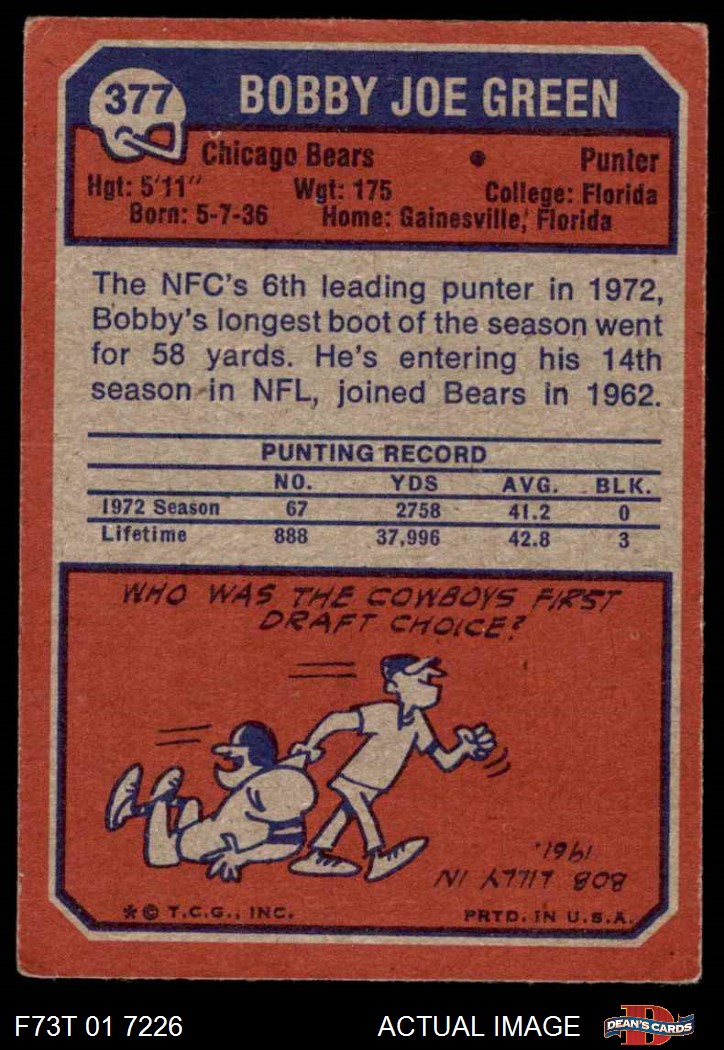 377
BOBBY JOE GREEN
Chicago Bears • Punter
Hgt: 5'11" Wgt: 175 College: Florida
Born: 5-7-36 Home: Gainesville, Florida
The NFC's 6th leading punter in 1972,
Bobby's longest boot of the season went
for 58 yards. He's entering his 14th
season in NFL, joined Bears in 1962.
PUNTING RECORD
NO. YDS AVG. BLK.
1972 Season 67 2758 41.2 0
Lifetime 888 37,996 42.8 3
WHO WAS THE COWBOYS FIRST
DRAFT CHOICE?
BOB LILLY IN
1961.
* © T.C.G., INC. PRTD. IN U.S.A.
F73T 01 7226 ACTUAL IMAGE
D
DEAN'S CARDS